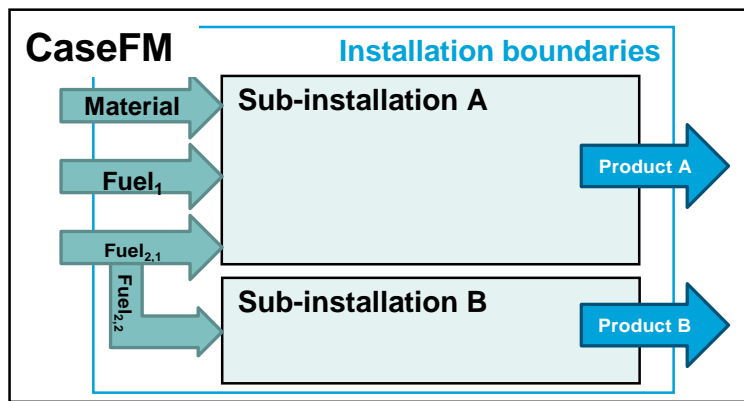 CaseFM
Installation boundaries
Material
Sub-installation A
Product A
Fuel1
Fuel2,1
Fuel2,2
Sub-installation B
Product B